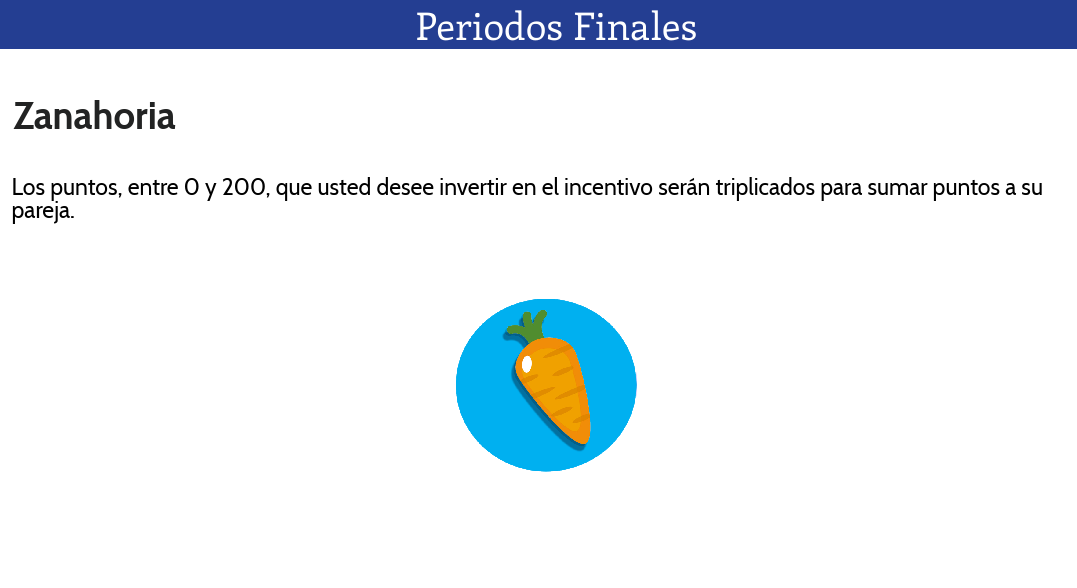 Periodos Finales
Zanahoria
Los puntos, entre 0 y 200, que usted desee invertir en el incentivo serán triplicados para sumar puntos a su
pareja.